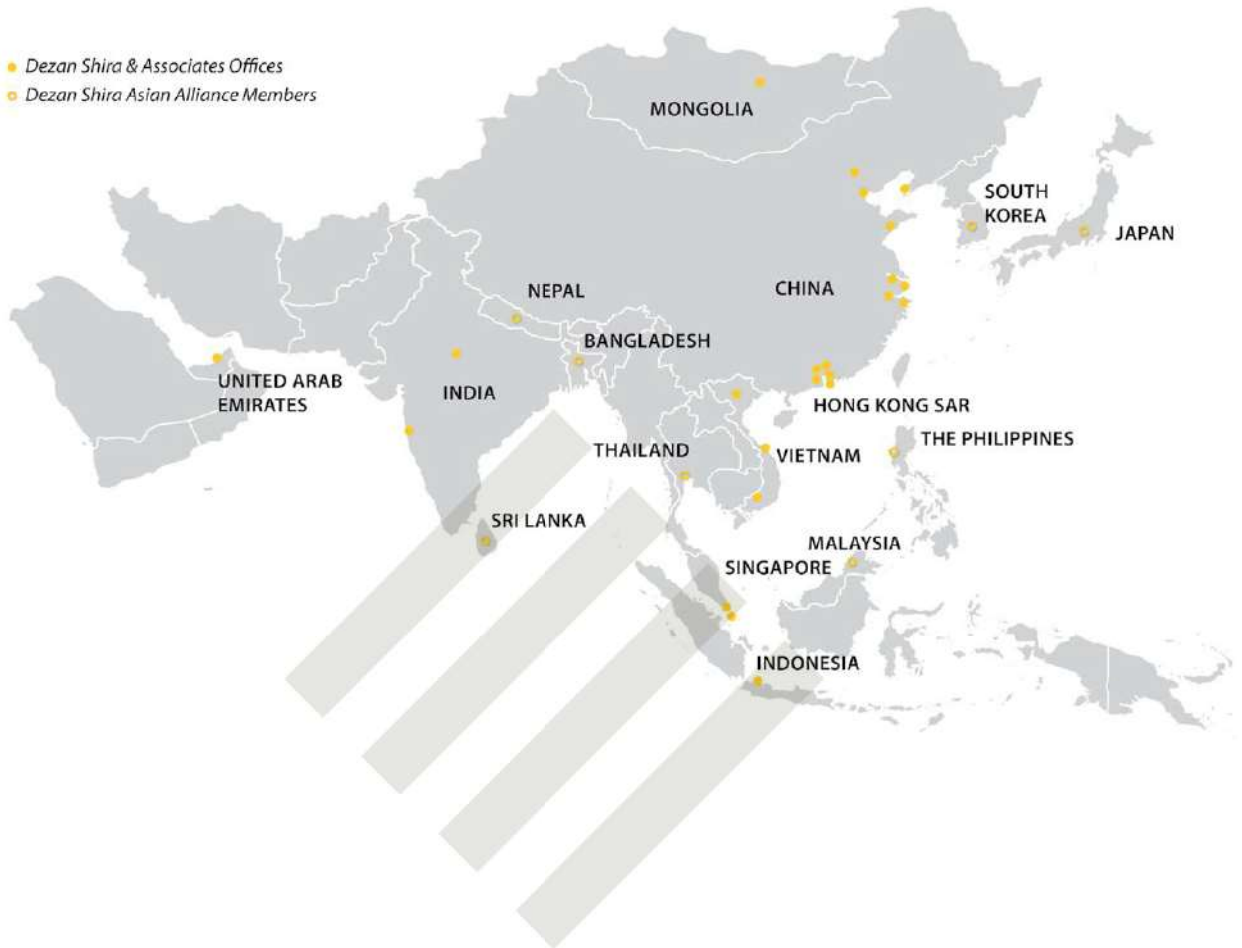 Dezan Shira & Associates Offices
Dezan Shira Asian Alliance Members
MONGOLIA
SOUTH
KOREA
JAPAN
CHINA
NEPAL
BANGLADESH
UNITED ARAB
EMIRATES
INDIA
HONG KONG SAR
THE PHILIPPINES
THAILAND
VIETNAM
SRI LANKA
MALAYSIA
SINGAPORE
INDONESIA